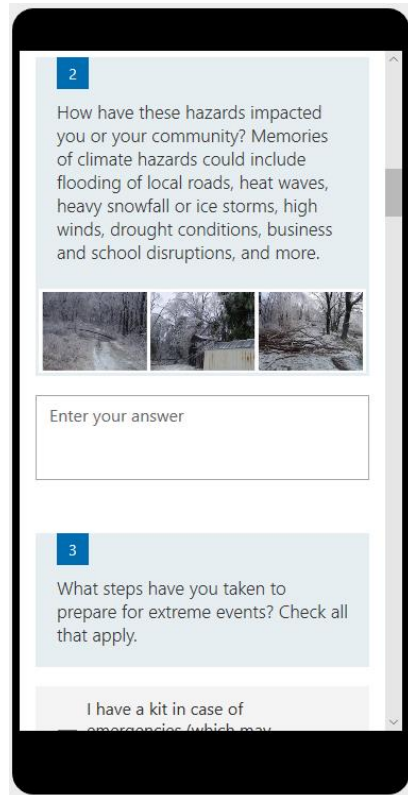 2
How have these hazards impacted
you or your community? Memories
of climate hazards could include
flooding of local roads, heat waves,
heavy snowfall or ice storms, high
winds, drought conditions, business
and school disruptions, and more.
Enter your answer
3
What steps have you taken to
prepare for extreme events? Check all
that apply.
I have a kit in case of
emergencies (which may